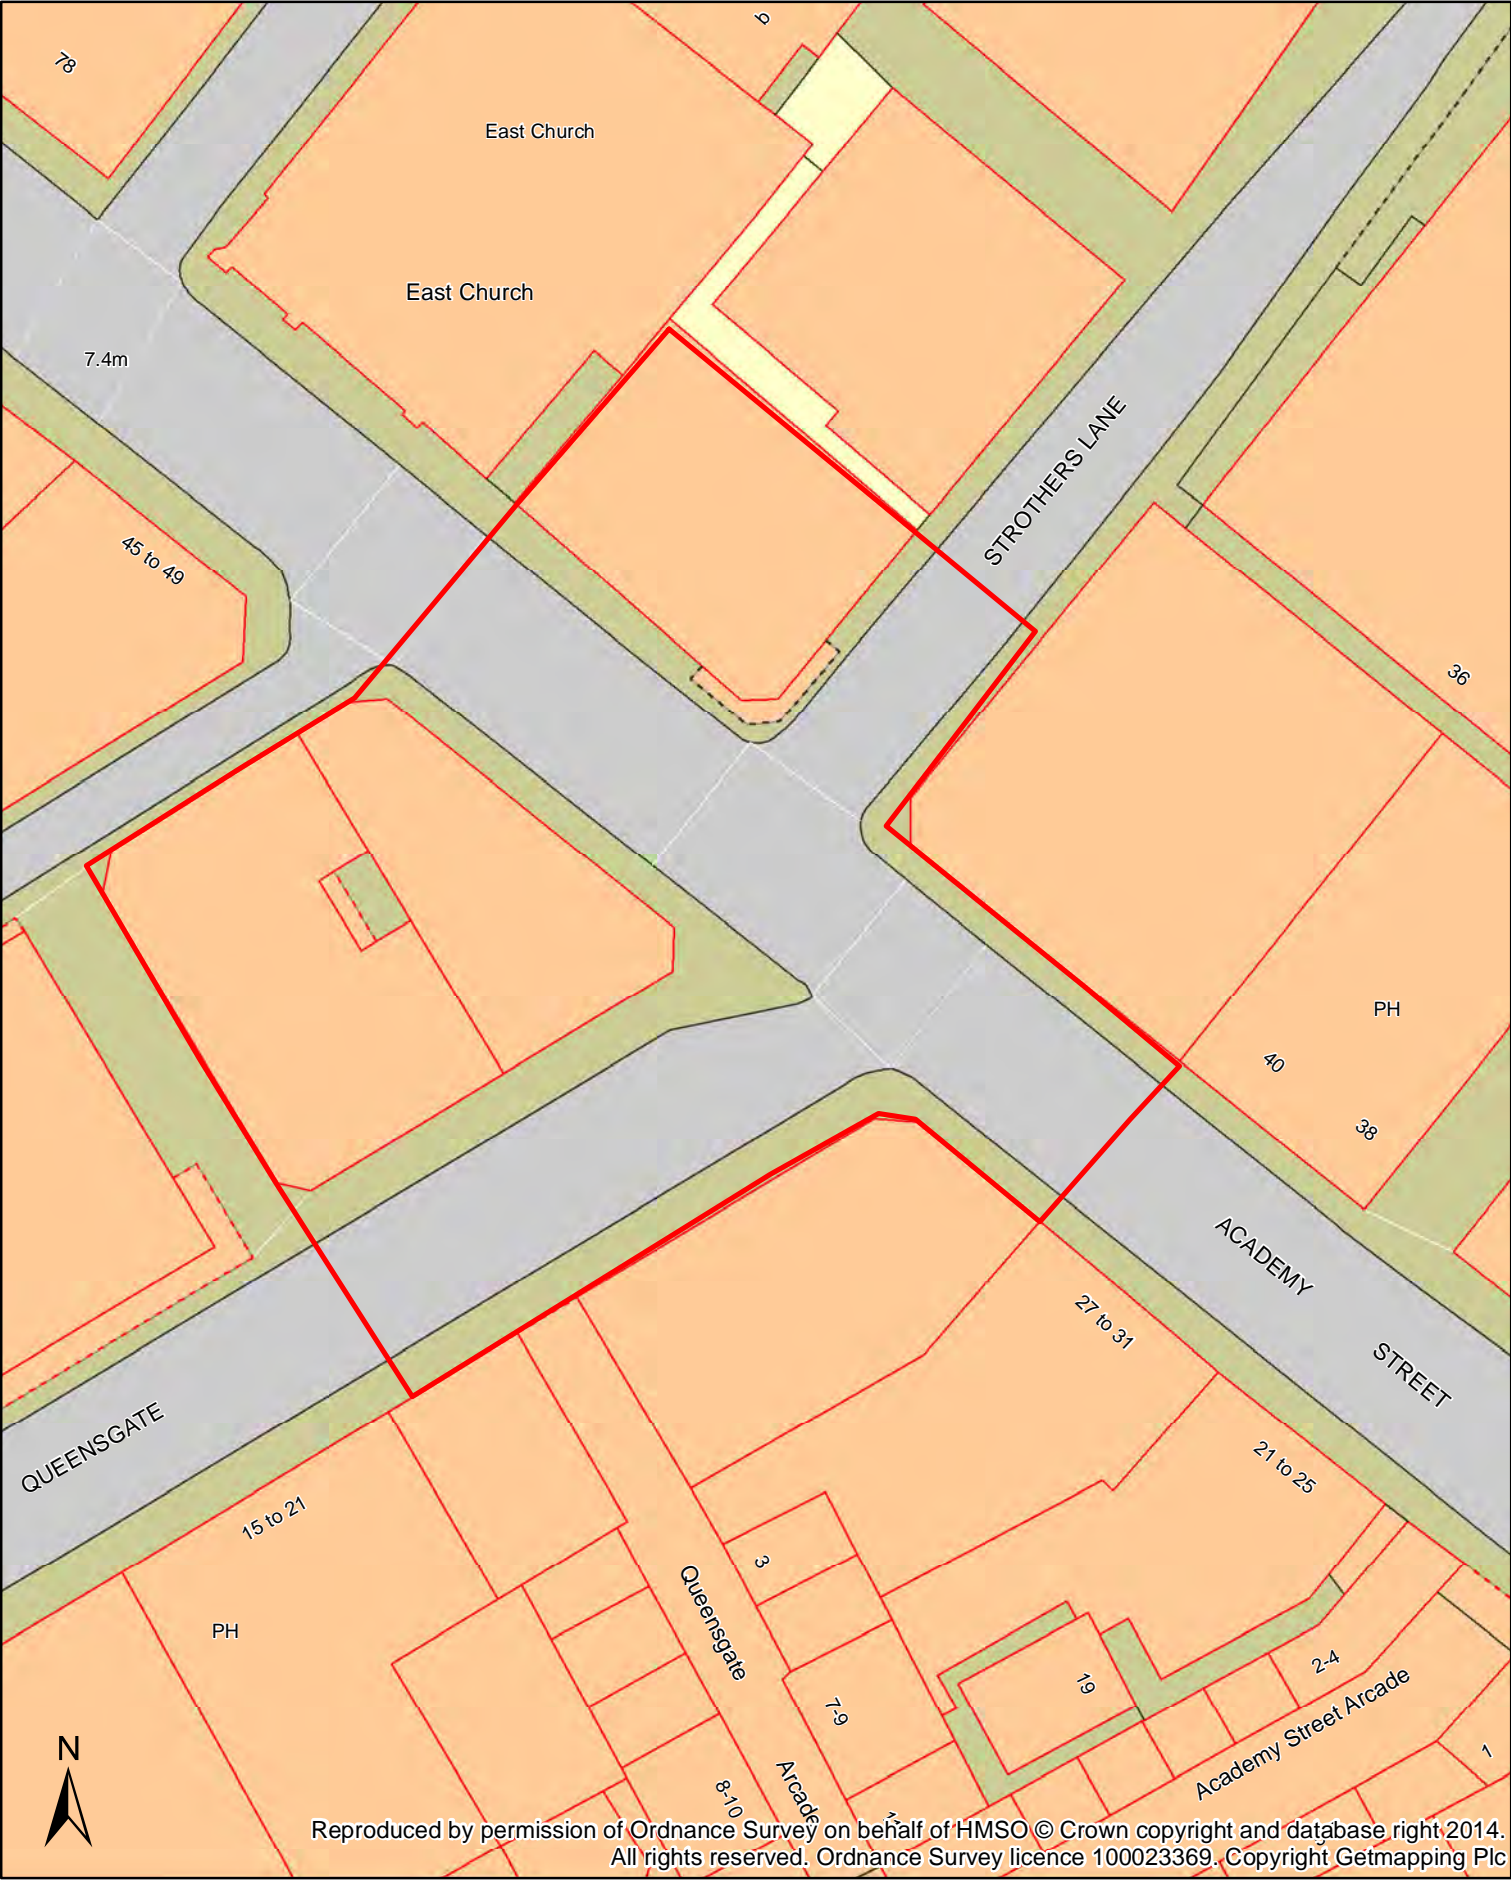 b
78
East Church
East Church
7.4m
STROTHERS LANE
45 to 49
36
PH
40
38
ACADEMY
STREET
27 to 31
QUEENSGATE
15 to 21
21 to 25
3
Queensgate
PH
19
2-4
7-9
Academy Street Arcade
1
8-10
Arcade
N
Reproduced by permission of Ordnance Survey on behalf of HMSO © Crown copyright and database right 2014.
All rights reserved. Ordnance Survey licence 100023369. Copyright Getmapping Plc